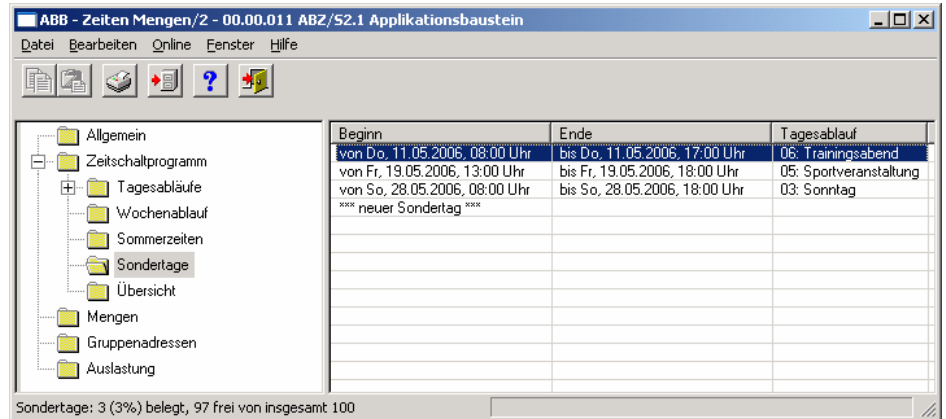 ABB - Zeiten Mengen/2 - 00.00.011 ABZ/S2.1 Applikationsbaustein
Datei Bearbeiten Online Fenster Hilfe
Allgemein
Zeitschaltprogramm
Tagesabläufe
Wochenablauf
Sommerzeiten
Sondertage
Übersicht
Mengen
Gruppenadressen
Auslastung
Beginn Ende Tagesablauf
von Do, 11.05.2006, 08:00 Uhr bis Do, 11.05.2006, 17:00 Uhr 06: Trainingsabend
von Fr, 19.05.2006, 13:00 Uhr bis Fr, 19.05.2006, 18:00 Uhr 05: Sportveranstaltung
von So, 28.05.2006, 08:00 Uhr bis So, 28.05.2006, 18:00 Uhr 03: Sonntag
*** neuer Sondertag ***
Sondertage: 3 (3%) belegt, 97 frei von insgesamt 100